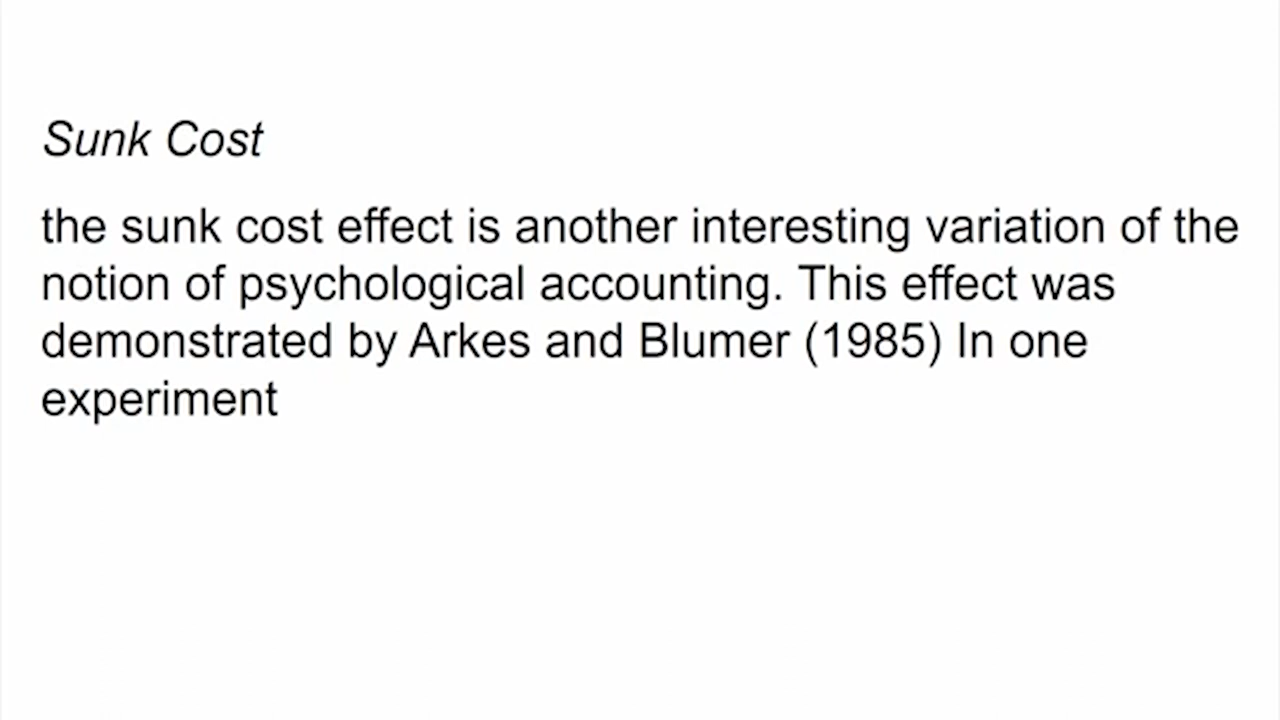 Sunk Cost
the sunk cost effect is another interesting variation of the
notion of psychological accounting. This effect was
demonstrated by Arkes and Blumer (1985) In one
experiment